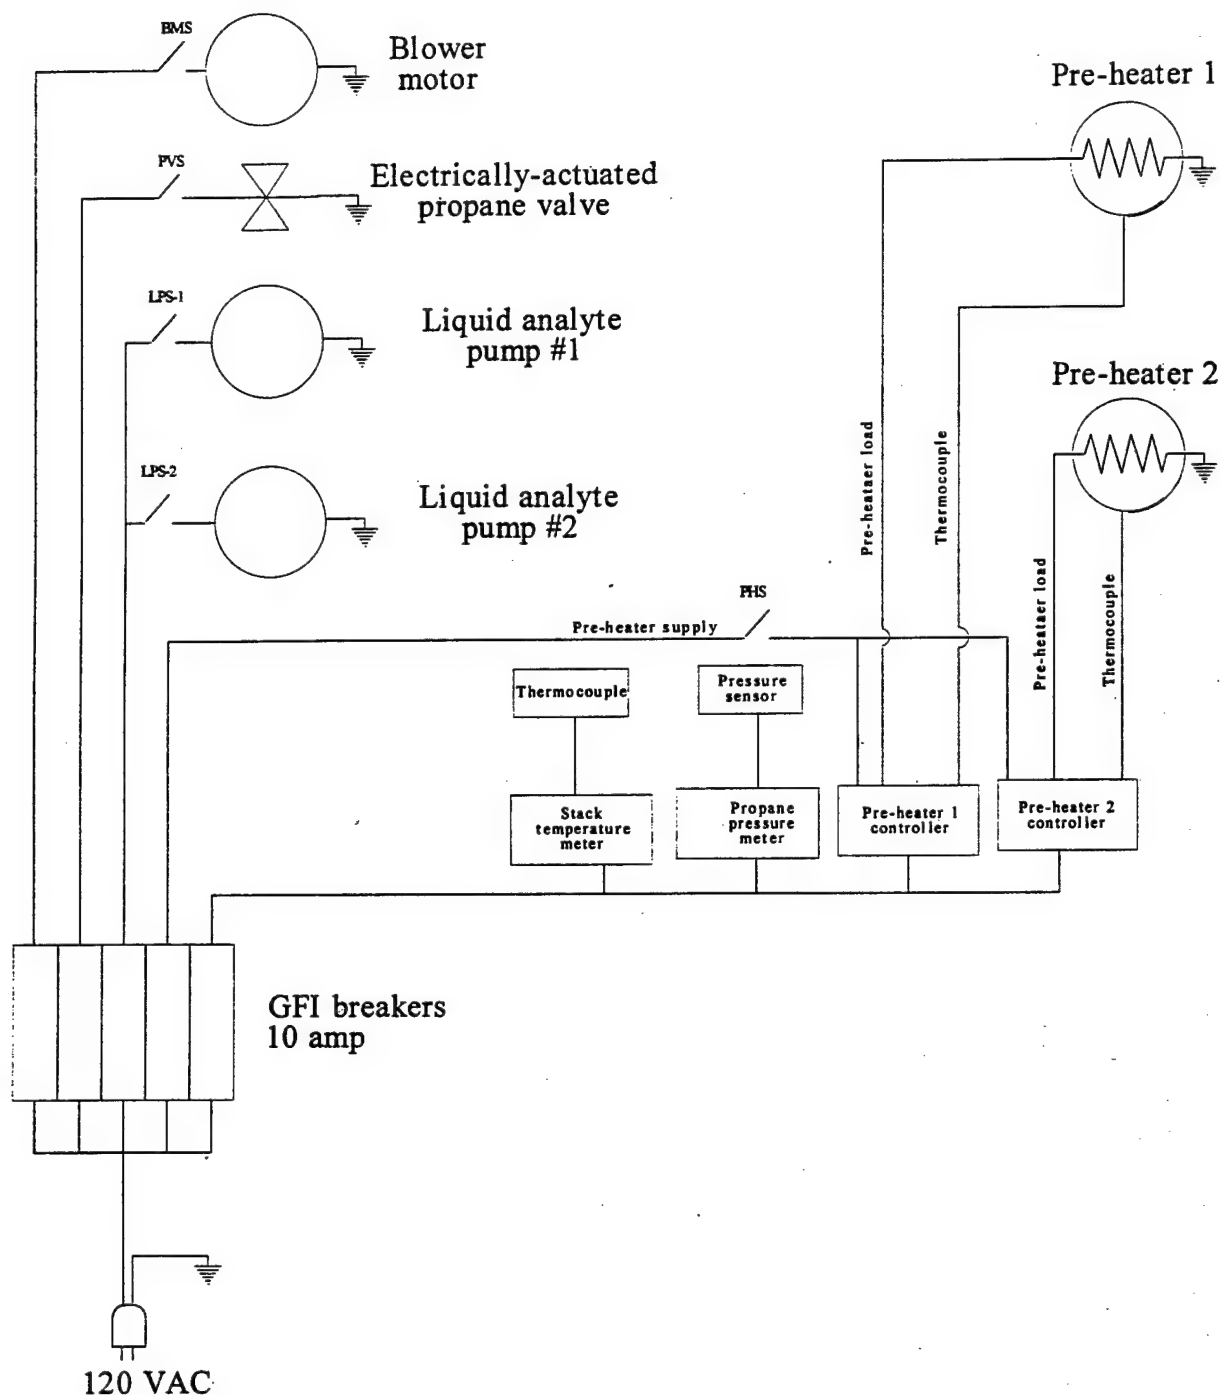 BMS
Blower
motor
PVS
Electrically-actuated
propane valve
LPS-1
Liquid analyte
pump #1
LPS-2
Liquid analyte
pump #2
Pre-heater 1
Pre-heater 2
Pre-heataer load
Thermocouple
Pre-heataer load
Thermocouple
PHS
Pre-heater supply
Thermocouple
Pressure
sensor
Stack
temperature
meter
Propane
pressure
meter
Pre-heater 1
controller
Pre-heater 2
controller
GFI breakers
10 amp
120 VAC